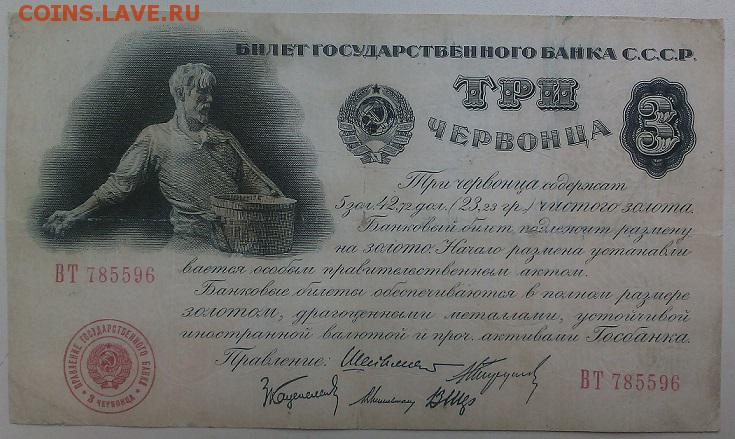 COINS.LAVE.RU
БИЛЕТ ГОСУДАРСТВЕННОГО БАНКА С.С.С.Р.
ТРИ
ЧЕРВОНЦА
3
Три червонца содержат
5 зол. 42,72 дол. (23,23 гр.) чистого золота.
Банковый билет подлежит размену
на золото. Начало размена устанавли
вается особым правительственным актом.
Банковые билеты обеспечиваются в полном размере
золотом, драгоценными металлами, устойчивой
иностранной валютой и проч. активами Госбанка.
Правление:
ВТ 785596
ПРАВЛЕНИЕ ГОСУДАРСТВЕННОГО БАНКА
3 ЧЕРВОНЦА
ВТ 785596